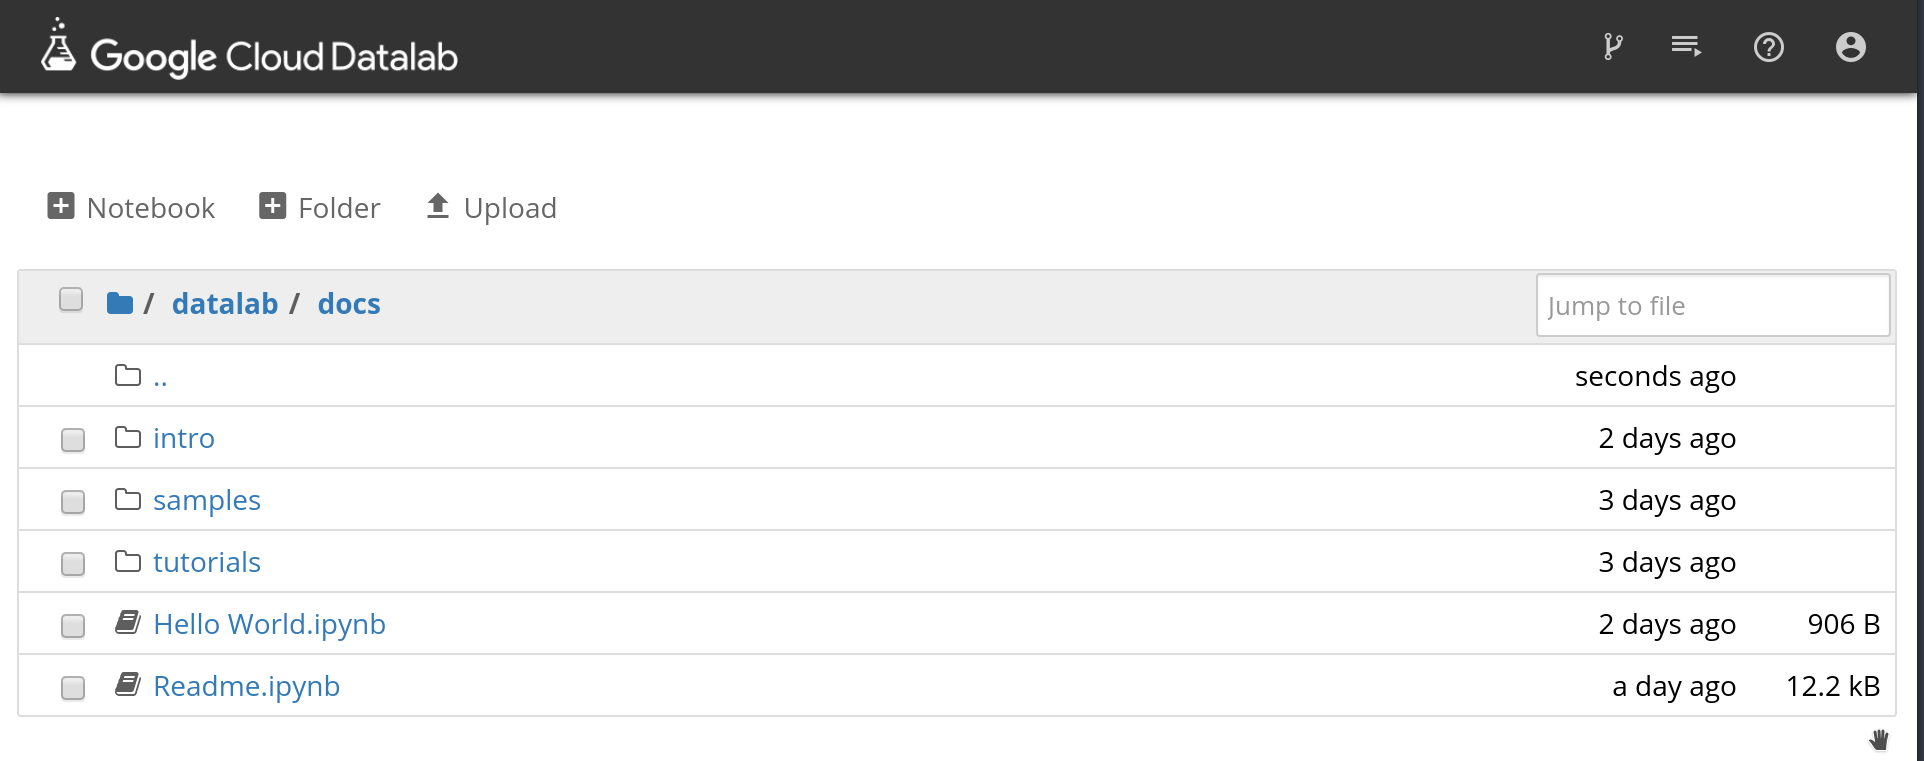 Google Cloud Datalab
Notebook Folder Upload
/ datalab / docs Jump to file
.. seconds ago
intro 2 days ago
samples 3 days ago
tutorials 3 days ago
Hello World.ipynb 2 days ago 906 B
Readme.ipynb a day ago 12.2 kB